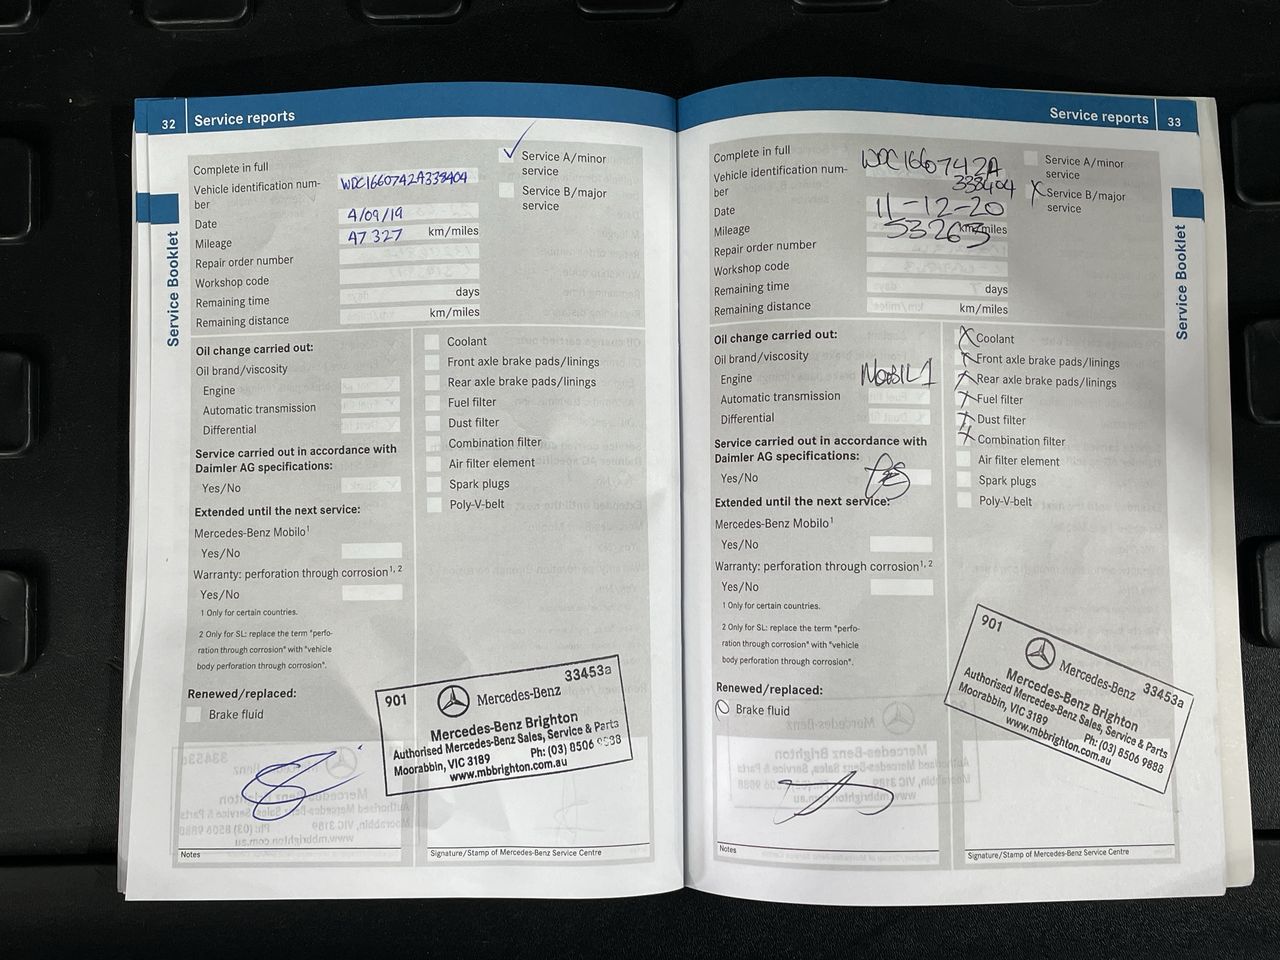 32 Service reports
Service Booklet
Complete in full
Vehicle identification num-
ber
WDC1660742A338404
Date 4/09/19
Mileage 47327 km/miles
Repair order number
Workshop code
Remaining time days
Remaining distance km/miles
✓ Service A/minor
service
Service B/major
service
Oil change carried out:
Oil brand/viscosity
Engine
Automatic transmission
Differential
Service carried out in accordance with
Daimler AG specifications:
Yes/No
Extended until the next service:
Mercedes-Benz Mobilo¹
Yes/No
Warranty: perforation through corrosion¹, ²
Yes/No
1 Only for certain countries.
2 Only for SL: replace the term "perfo-
ration through corrosion" with "vehicle
body perforation through corrosion".
Renewed/replaced:
Brake fluid
Notes
Coolant
Front axle brake pads/linings
Rear axle brake pads/linings
Fuel filter
Dust filter
Combination filter
Air filter element
Spark plugs
Poly-V-belt
901 Mercedes-Benz 33453a
Mercedes-Benz Brighton
Authorised Mercedes-Benz Sales, Service & Parts
Moorabbin, VIC 3189 Ph: (03) 8506 9888
www.mbbrighton.com.au
Signature/Stamp of Mercedes-Benz Service Centre
Service reports 33
Service Booklet
Complete in full
Vehicle identification num-
ber
WDC1660742A
338404
Date 11-12-20
Mileage 53263 km/miles
Repair order number
Workshop code
Remaining time days
Remaining distance km/miles
Service A/minor
service
X Service B/major
service
Oil change carried out:
Oil brand/viscosity
Engine MOBIL 1
Automatic transmission
Differential
Service carried out in accordance with
Daimler AG specifications:
Yes/No
Extended until the next service:
Mercedes-Benz Mobilo¹
Yes/No
Warranty: perforation through corrosion¹, ²
Yes/No
1 Only for certain countries.
2 Only for SL: replace the term "perfo-
ration through corrosion" with "vehicle
body perforation through corrosion".
Renewed/replaced:
Brake fluid
Notes
X Coolant
X Front axle brake pads/linings
X Rear axle brake pads/linings
X Fuel filter
X Dust filter
X Combination filter
Air filter element
Spark plugs
Poly-V-belt
901 Mercedes-Benz 33453a
Mercedes-Benz Brighton
Authorised Mercedes-Benz Sales, Service & Parts
Moorabbin, VIC 3189 Ph: (03) 8506 9888
www.mbbrighton.com.au
Signature/Stamp of Mercedes-Benz Service Centre